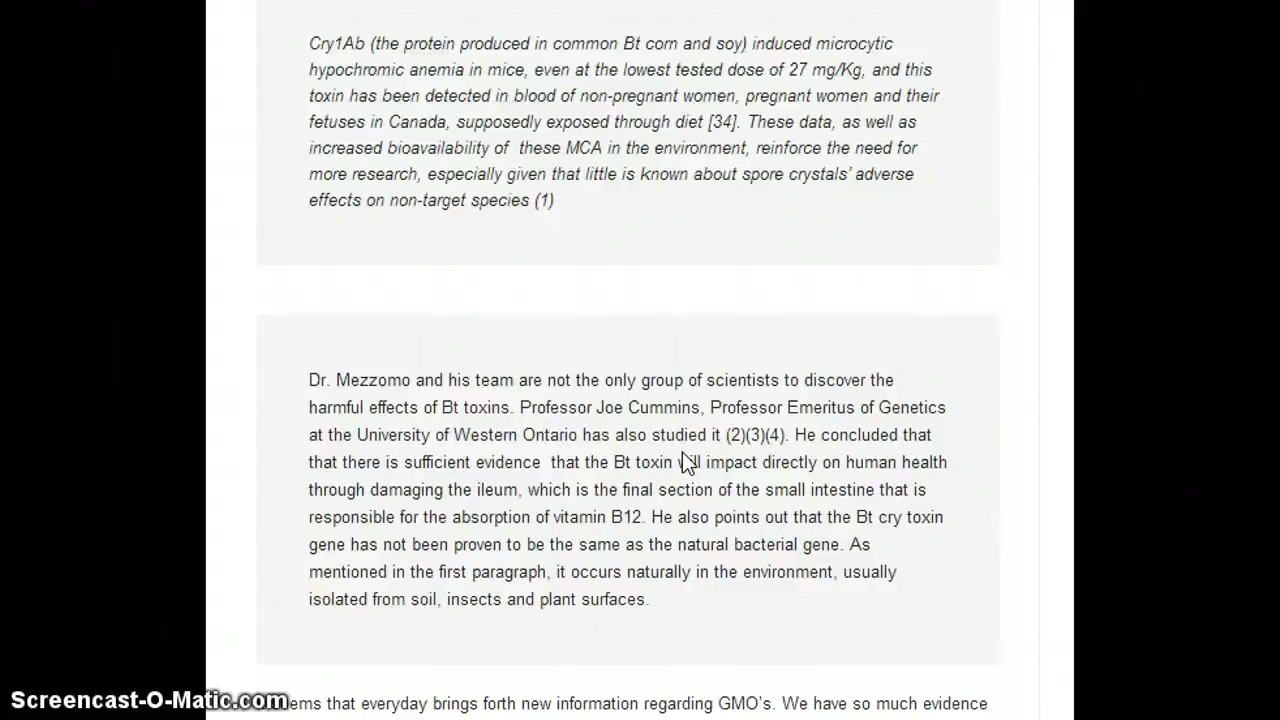 Cry1Ab (the protein produced in common Bt corn and soy) induced microcytic
hypochromic anemia in mice, even at the lowest tested dose of 27 mg/Kg, and this
toxin has been detected in blood of non-pregnant women, pregnant women and their
fetuses in Canada, supposedly exposed through diet [34]. These data, as well as
increased bioavailability of these MCA in the environment, reinforce the need for
more research, especially given that little is known about spore crystals' adverse
effects on non-target species (1)
Dr. Mezzomo and his team are not the only group of scientists to discover the
harmful effects of Bt toxins. Professor Joe Cummins, Professor Emeritus of Genetics
at the University of Western Ontario has also studied it (2)(3)(4). He concluded that
that there is sufficient evidence that the Bt toxin will impact directly on human health
through damaging the ileum, which is the final section of the small intestine that is
responsible for the absorption of vitamin B12. He also points out that the Bt cry toxin
gene has not been proven to be the same as the natural bacterial gene. As
mentioned in the first paragraph, it occurs naturally in the environment, usually
isolated from soil, insects and plant surfaces.
that everyday brings forth new information regarding GMO's. We have so much evidence
Screencast-O-Matic.com